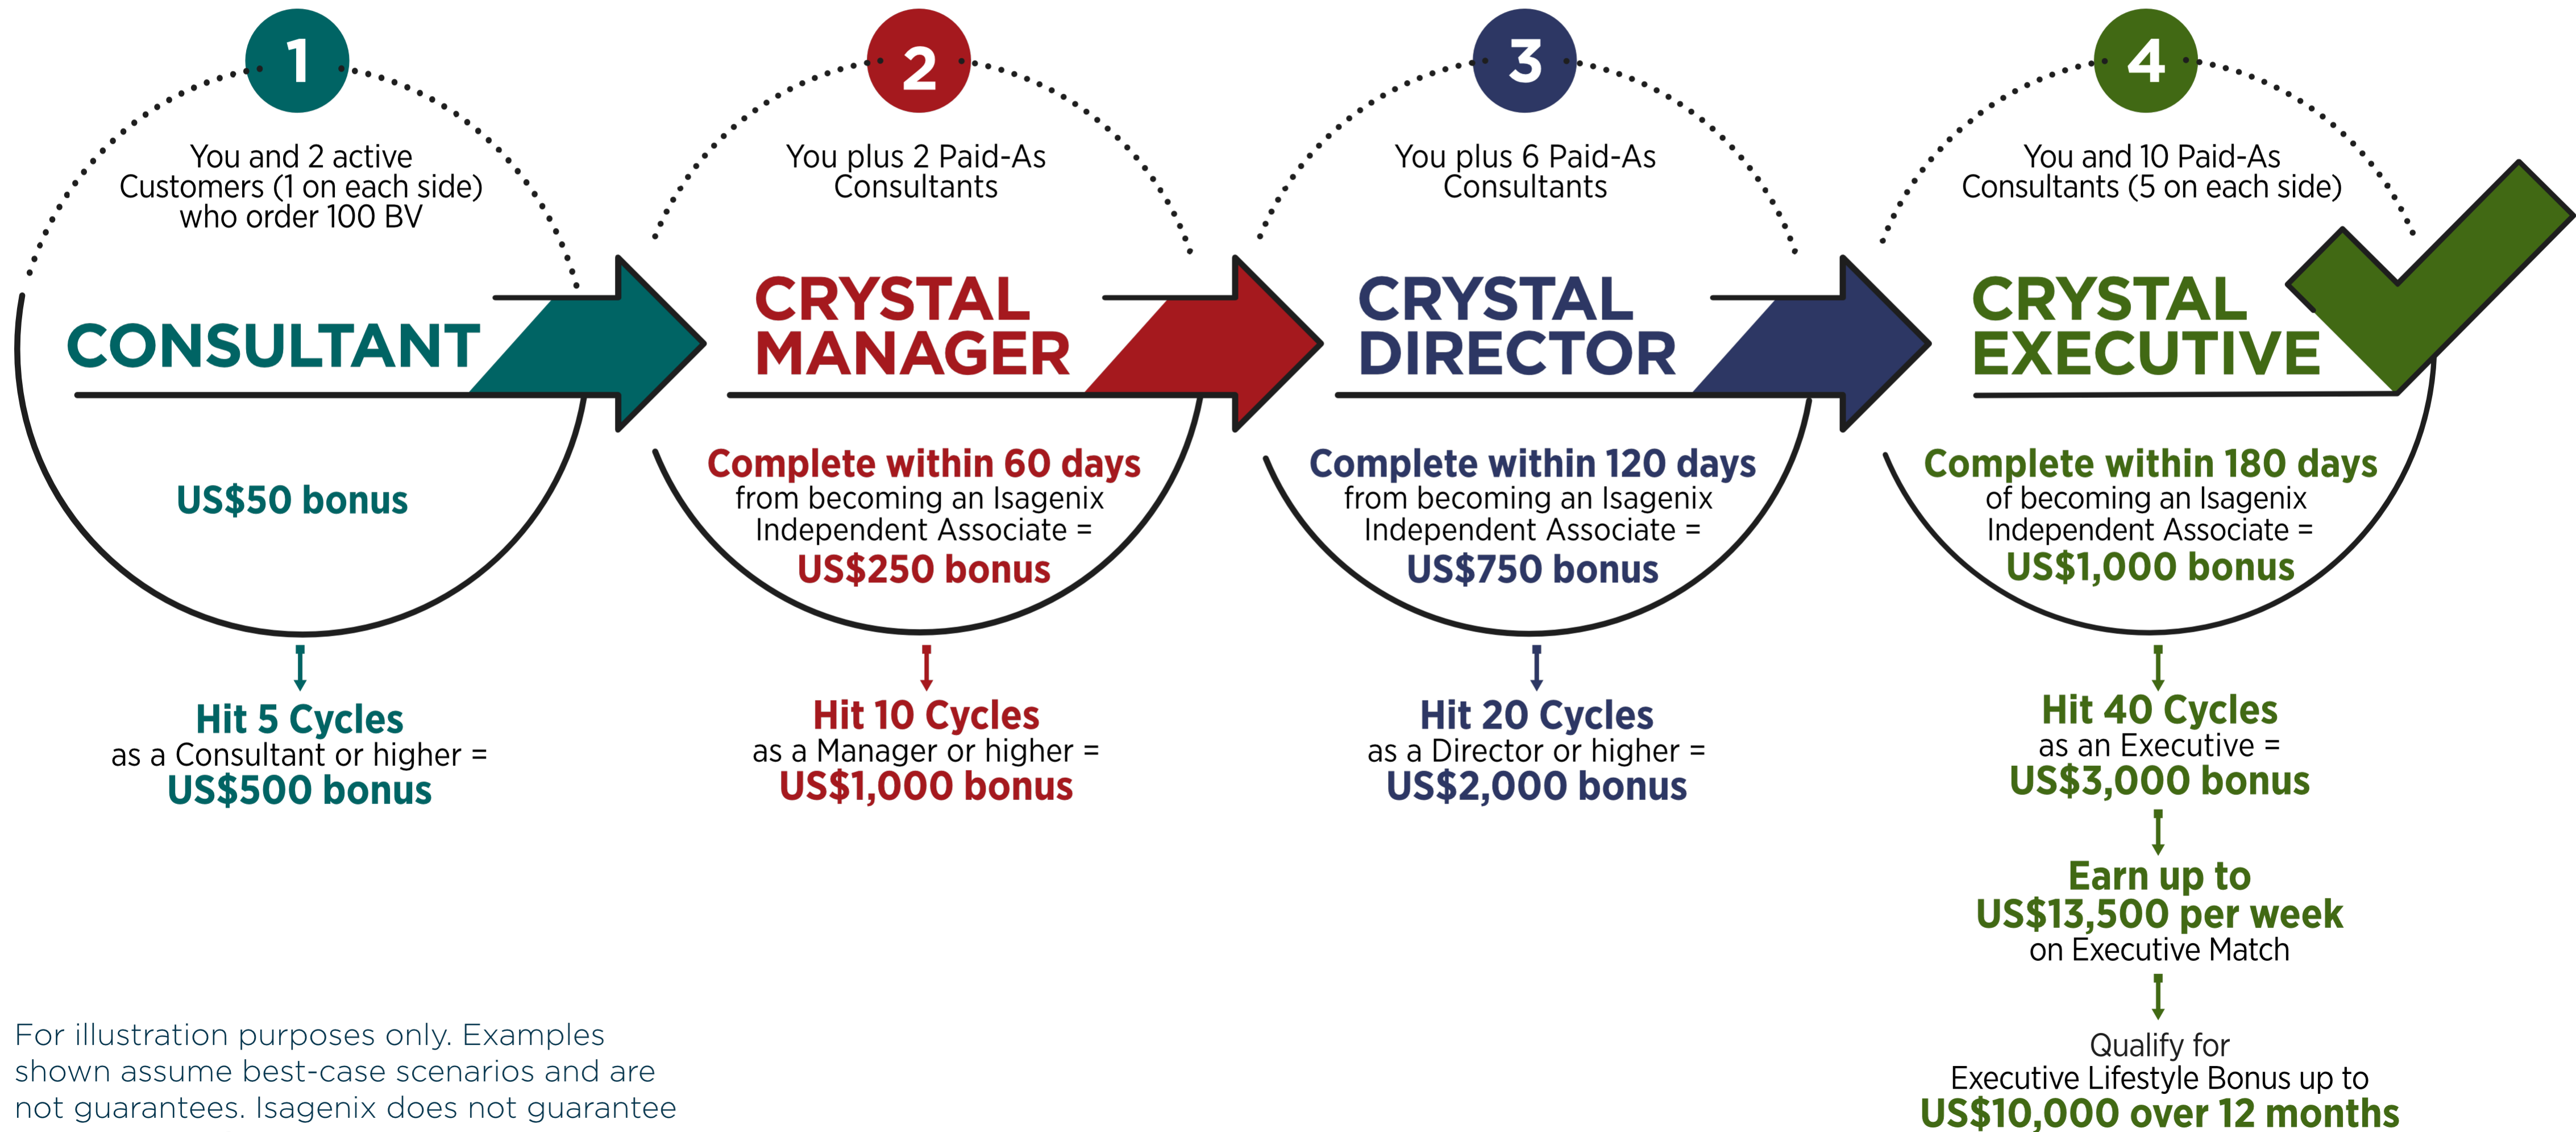 1
You and 2 active
Customers (1 on each side)
who order 100 BV
CONSULTANT
US$50 bonus
Hit 5 Cycles
as a Consultant or higher =
US$500 bonus
2
You plus 2 Paid-As
Consultants
CRYSTAL
MANAGER
Complete within 60 days
from becoming an Isagenix
Independent Associate =
US$250 bonus
Hit 10 Cycles
as a Manager or higher =
US$1,000 bonus
3
You plus 6 Paid-As
Consultants
CRYSTAL
DIRECTOR
Complete within 120 days
from becoming an Isagenix
Independent Associate =
US$750 bonus
Hit 20 Cycles
as a Director or higher =
US$2,000 bonus
4
You and 10 Paid-As
Consultants (5 on each side)
CRYSTAL
EXECUTIVE
Complete within 180 days
of becoming an Isagenix
Independent Associate =
US$1,000 bonus
Hit 40 Cycles
as an Executive =
US$3,000 bonus
Earn up to
US$13,500 per week
on Executive Match
Qualify for
Executive Lifestyle Bonus up to
US$10,000 over 12 months
For illustration purposes only. Examples
shown assume best-case scenarios and are
not guarantees. Isagenix does not guarantee